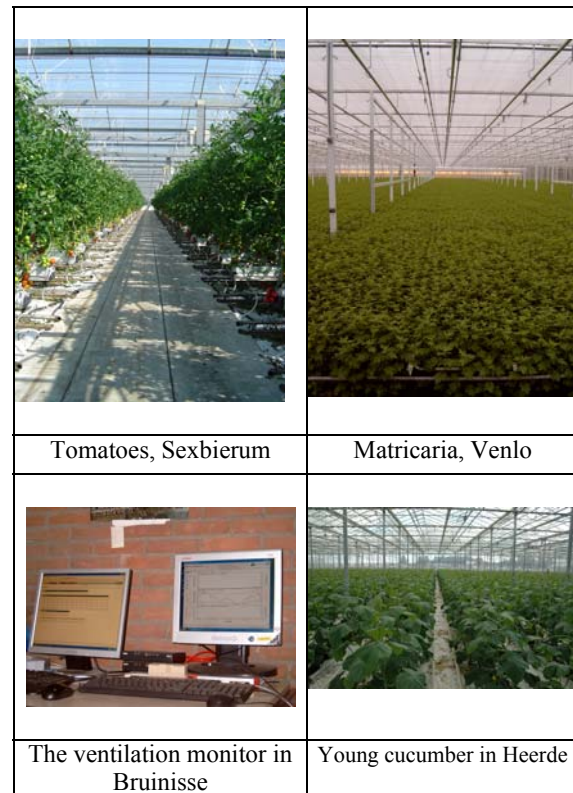 Tomatoes, Sexbierum
Matricaria, Venlo
The ventilation monitor in
Bruinisse
Young cucumber in Heerde